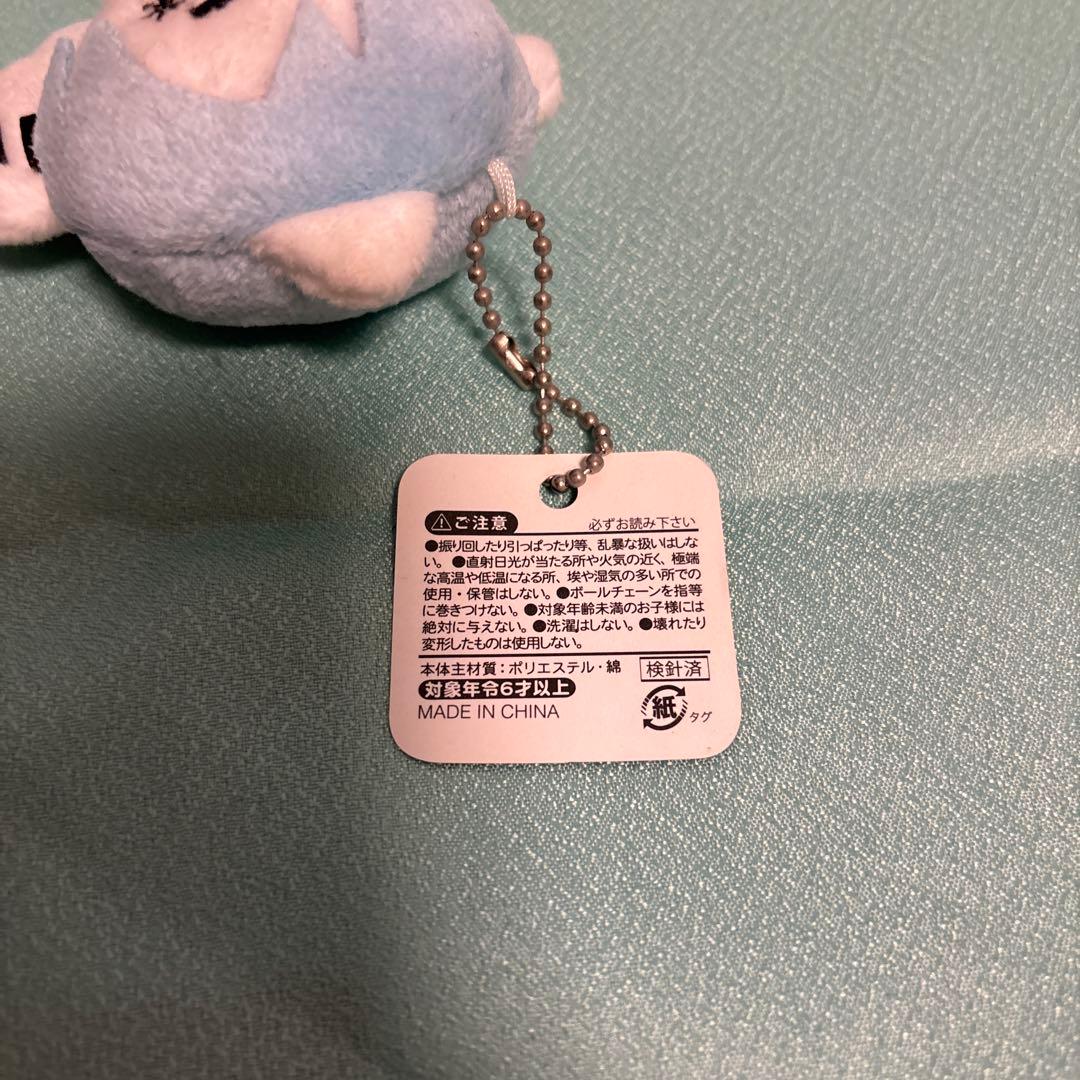 ご注意 必ずお読み下さい
●振り回したり引っぱったり等、乱暴な扱いはしな
い。●直射日光が当たる所や火気の近く、極端
な高温や低温になる所、埃や湿気の多い所での
使用・保管はしない。●ボールチェーンを指等
に巻きつけない。●対象年齢未満のお子様には
絶対に与えない。●洗濯はしない。●壊れたり
変形したものは使用しない。
本体主材質：ポリエステル・綿 検針済
対象年令6才以上
MADE IN CHINA
紙 タグ